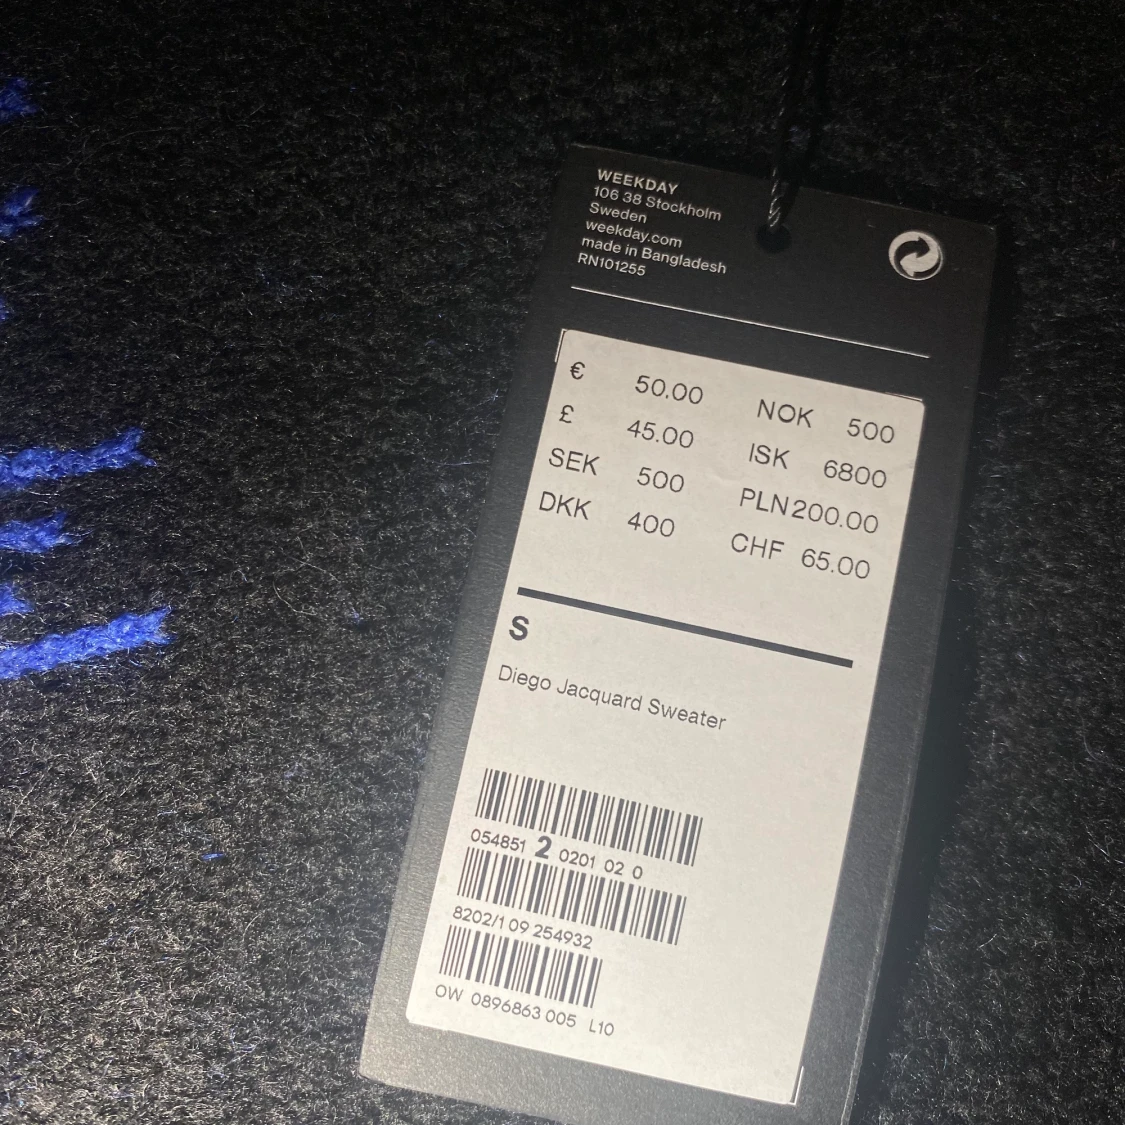 WEEKDAY
106 38 Stockholm
Sweden
weekday.com
made in Bangladesh
RN101255
€ 50.00 NOK 500
£ 45.00 ISK 6800
SEK 500 PLN200.00
DKK 400 CHF 65.00
S
Diego Jacquard Sweater
054851 2 0201 02 0
8202/1 09 254932
OW 0896863 005 L10